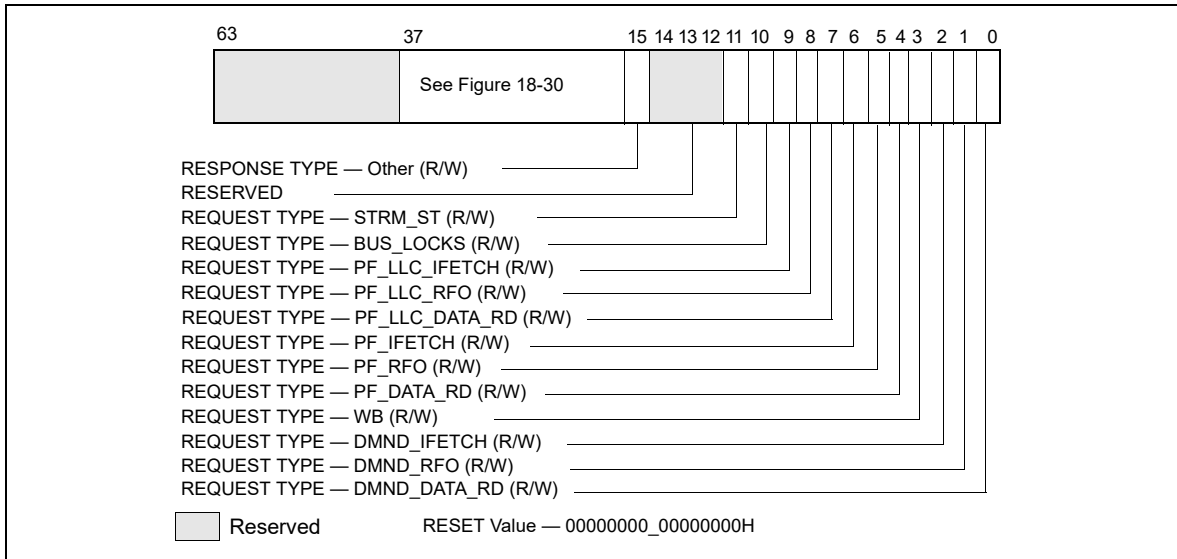 63 37 15 14 13 12 11 10 9 8 7 6 5 4 3 2 1 0
See Figure 18-30
RESPONSE TYPE — Other (R/W)
RESERVED
REQUEST TYPE — STRM_ST (R/W)
REQUEST TYPE — BUS_LOCKS (R/W)
REQUEST TYPE — PF_LLC_IFETCH (R/W)
REQUEST TYPE — PF_LLC_RFO (R/W)
REQUEST TYPE — PF_LLC_DATA_RD (R/W)
REQUEST TYPE — PF_IFETCH (R/W)
REQUEST TYPE — PF_RFO (R/W)
REQUEST TYPE — PF_DATA_RD (R/W)
REQUEST TYPE — WB (R/W)
REQUEST TYPE — DMND_IFETCH (R/W)
REQUEST TYPE — DMND_RFO (R/W)
REQUEST TYPE — DMND_DATA_RD (R/W)
Reserved RESET Value — 00000000_00000000H